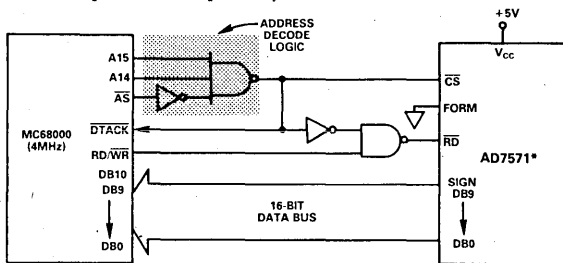 ADDRESS
DECODE
LOGIC
+5V
VCC
A15
A14
AS
CS
FORM
DTACK
MC68000
(4MHz)
RD/WR
RD
AD7571*
DB10
DB9
DB0
16-BIT
DATA BUS
SIGN
DB9
DB0